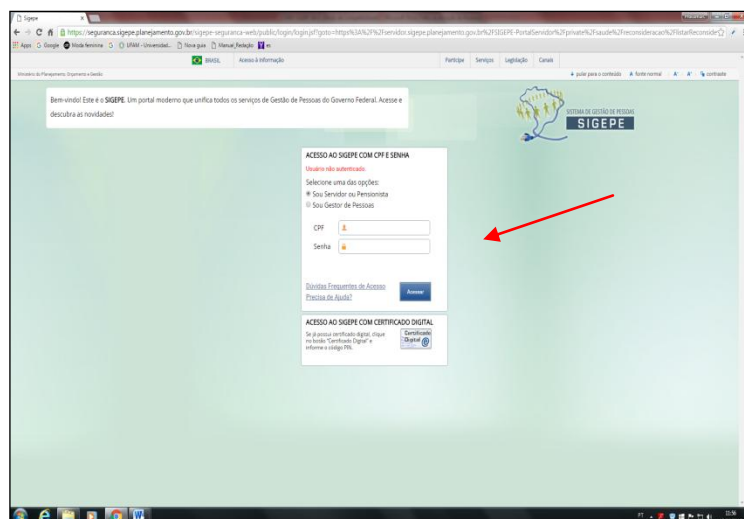 Sigepe
https://seguranca.sigepe.planejamento.gov.br/sigepe-seguranca-web/public/login/login.jsf?goto=https%3A%2F%2Fservidor.sigepe.planejamento.gov.br%2FSIGEPE-PortalServidor%2Fprivate%2Fsaude%2Freconsideracao%2FlistarReconside
Apps
Google
Moda feminina
UFAM - Universidad...
Nova guia
Manual_Redação
BRASIL
Acesso à informação
Participe
Serviços
Legislação
Canais
Ministério do Planejamento, Orçamento e Gestão
pular para o conteúdo
A fonte normal
A-
A+
contraste
Bem-vindo! Este é o SIGEPE. Um portal moderno que unifica todos os serviços de Gestão de Pessoas do Governo Federal. Acesse e
descubra as novidades!
SISTEMA DE GESTÃO DE PESSOAS
SIGEPE
ACESSO AO SIGEPE COM CPF E SENHA
Usuário não autenticado.
Selecione uma das opções:
Sou Servidor ou Pensionista
Sou Gestor de Pessoas
CPF
Senha
Dúvidas Frequentes de Acesso
Precisa de Ajuda?
Acessar
ACESSO AO SIGEPE COM CERTIFICADO DIGITAL
Se já possui certificado digital, clique
no botão "Certificado Digital" e
informe o código PIN.
Certificado
Digital
PT
11:56